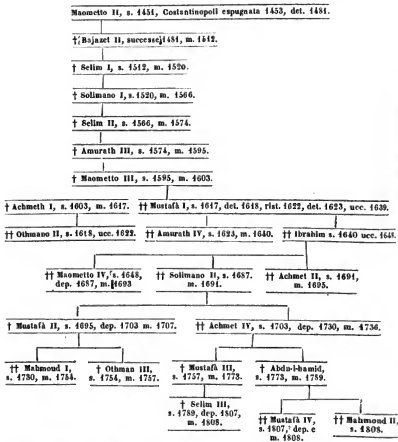 Maometto II, s. 1451, Costantinopoli espugnata 1453, det. 1481.
† Bajazet II, successe 1481, m. 1512.
† Selim I, s. 1512, m. 1520.
† Solimano I, s. 1520, m. 1566.
† Selim II, s. 1566, m. 1574.
† Amurath III, s. 1574, m. 1595.
† Maometto III, s. 1595, m. 1603.
† Achmeth I, s. 1603, m. 1617.
†† Mustafà I, s. 1617, det. 1618, rist. 1622, det. 1623, ucc. 1639.
†† Othmano II, s. 1618, ucc. 1622.
†† Amurath IV, s. 1623, m. 1640.
†† Ibrahim s. 1640 ucc. 1648.
†† Maometto IV, s. 1648,
dep. 1687, m. 1693
†† Solimano II, s. 1687.
m. 1691.
†† Achmet II, s. 1691,
m. 1695.
† Mustafà II, s. 1695, dep. 1703 m. 1707.
†† Achmet IV, s. 1703, dep. 1730, m. 1736.
†† Mahmoud I,
s. 1730, m. 1754.
† Othman III,
s. 1754, m. 1757.
† Mustafà III,
s. 1757, m. 1773.
† Abdu-l-hamid,
s. 1773, m. 1789.
† Selim III,
s. 1789, dep. 1807,
m. 1808.
†† Mustafà IV,
s. 1807, dep. e
m. 1808.
†† Mahmoud II,
s. 1808.